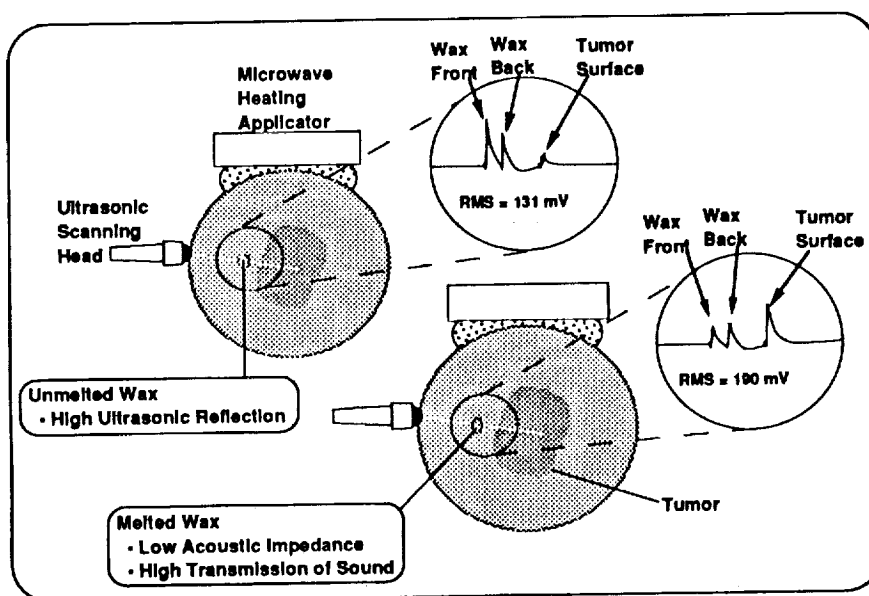 Microwave
Heating
Applicator
Wax
Front
Wax
Back
Tumor
Surface
RMS = 131 mV
Ultrasonic
Scanning
Head
Unmelted Wax
• High Ultrasonic Reflection
Wax
Front
Wax
Back
Tumor
Surface
RMS = 190 mV
Melted Wax
• Low Acoustic Impedance
• High Transmission of Sound
Tumor